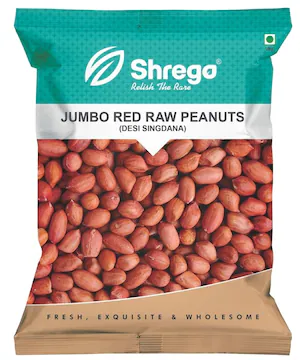 Shrego
Relish The Rare
JUMBO RED RAW PEANUTS
(DESI SINGDANA)
FRESH, EXQUISITE & WHOLESOME